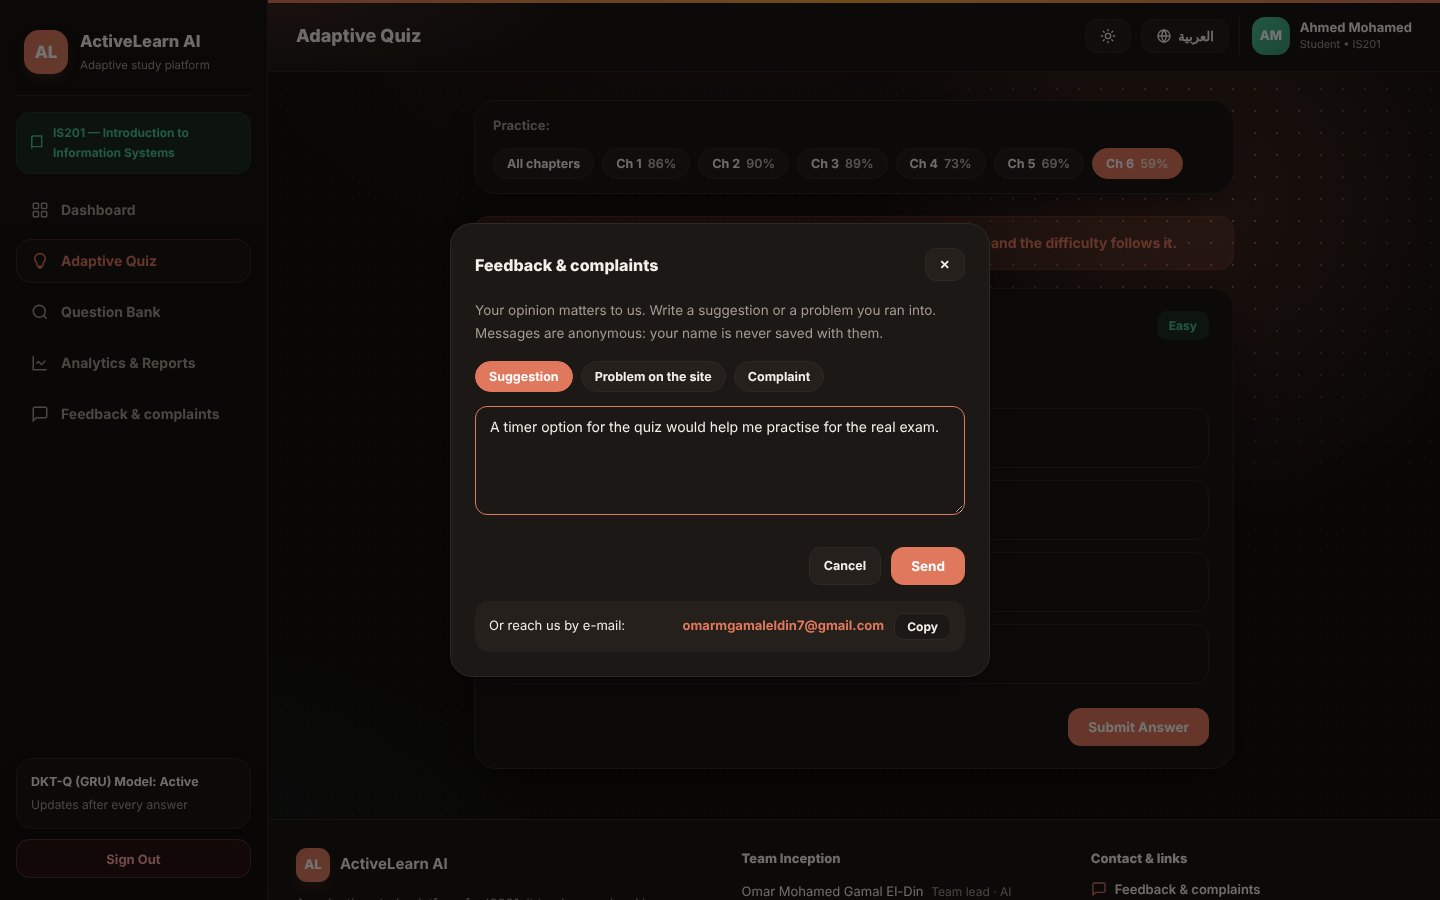 AL
ActiveLearn AI
Adaptive study platform
IS201 — Introduction to
Information Systems
Dashboard
Adaptive Quiz
Question Bank
Analytics & Reports
Feedback & complaints
DKT-Q (GRU) Model: Active
Updates after every answer
Sign Out
Adaptive Quiz
العربية
AM
Ahmed Mohamed
Student • IS201
Practice:
All chapters
Ch 1 86%
Ch 2 90%
Ch 3 89%
Ch 4 73%
Ch 5 69%
Ch 6 59%
and the difficulty follows it.
Easy
Feedback & complaints
Your opinion matters to us. Write a suggestion or a problem you ran into.
Messages are anonymous: your name is never saved with them.
Suggestion
Problem on the site
Complaint
A timer option for the quiz would help me practise for the real exam.
Cancel
Send
Or reach us by e-mail:
omarmgamaleldin7@gmail.com
Copy
Submit Answer
AL
ActiveLearn AI
Team Inception
Omar Mohamed Gamal El-Din Team lead · AI
Contact & links
Feedback & complaints